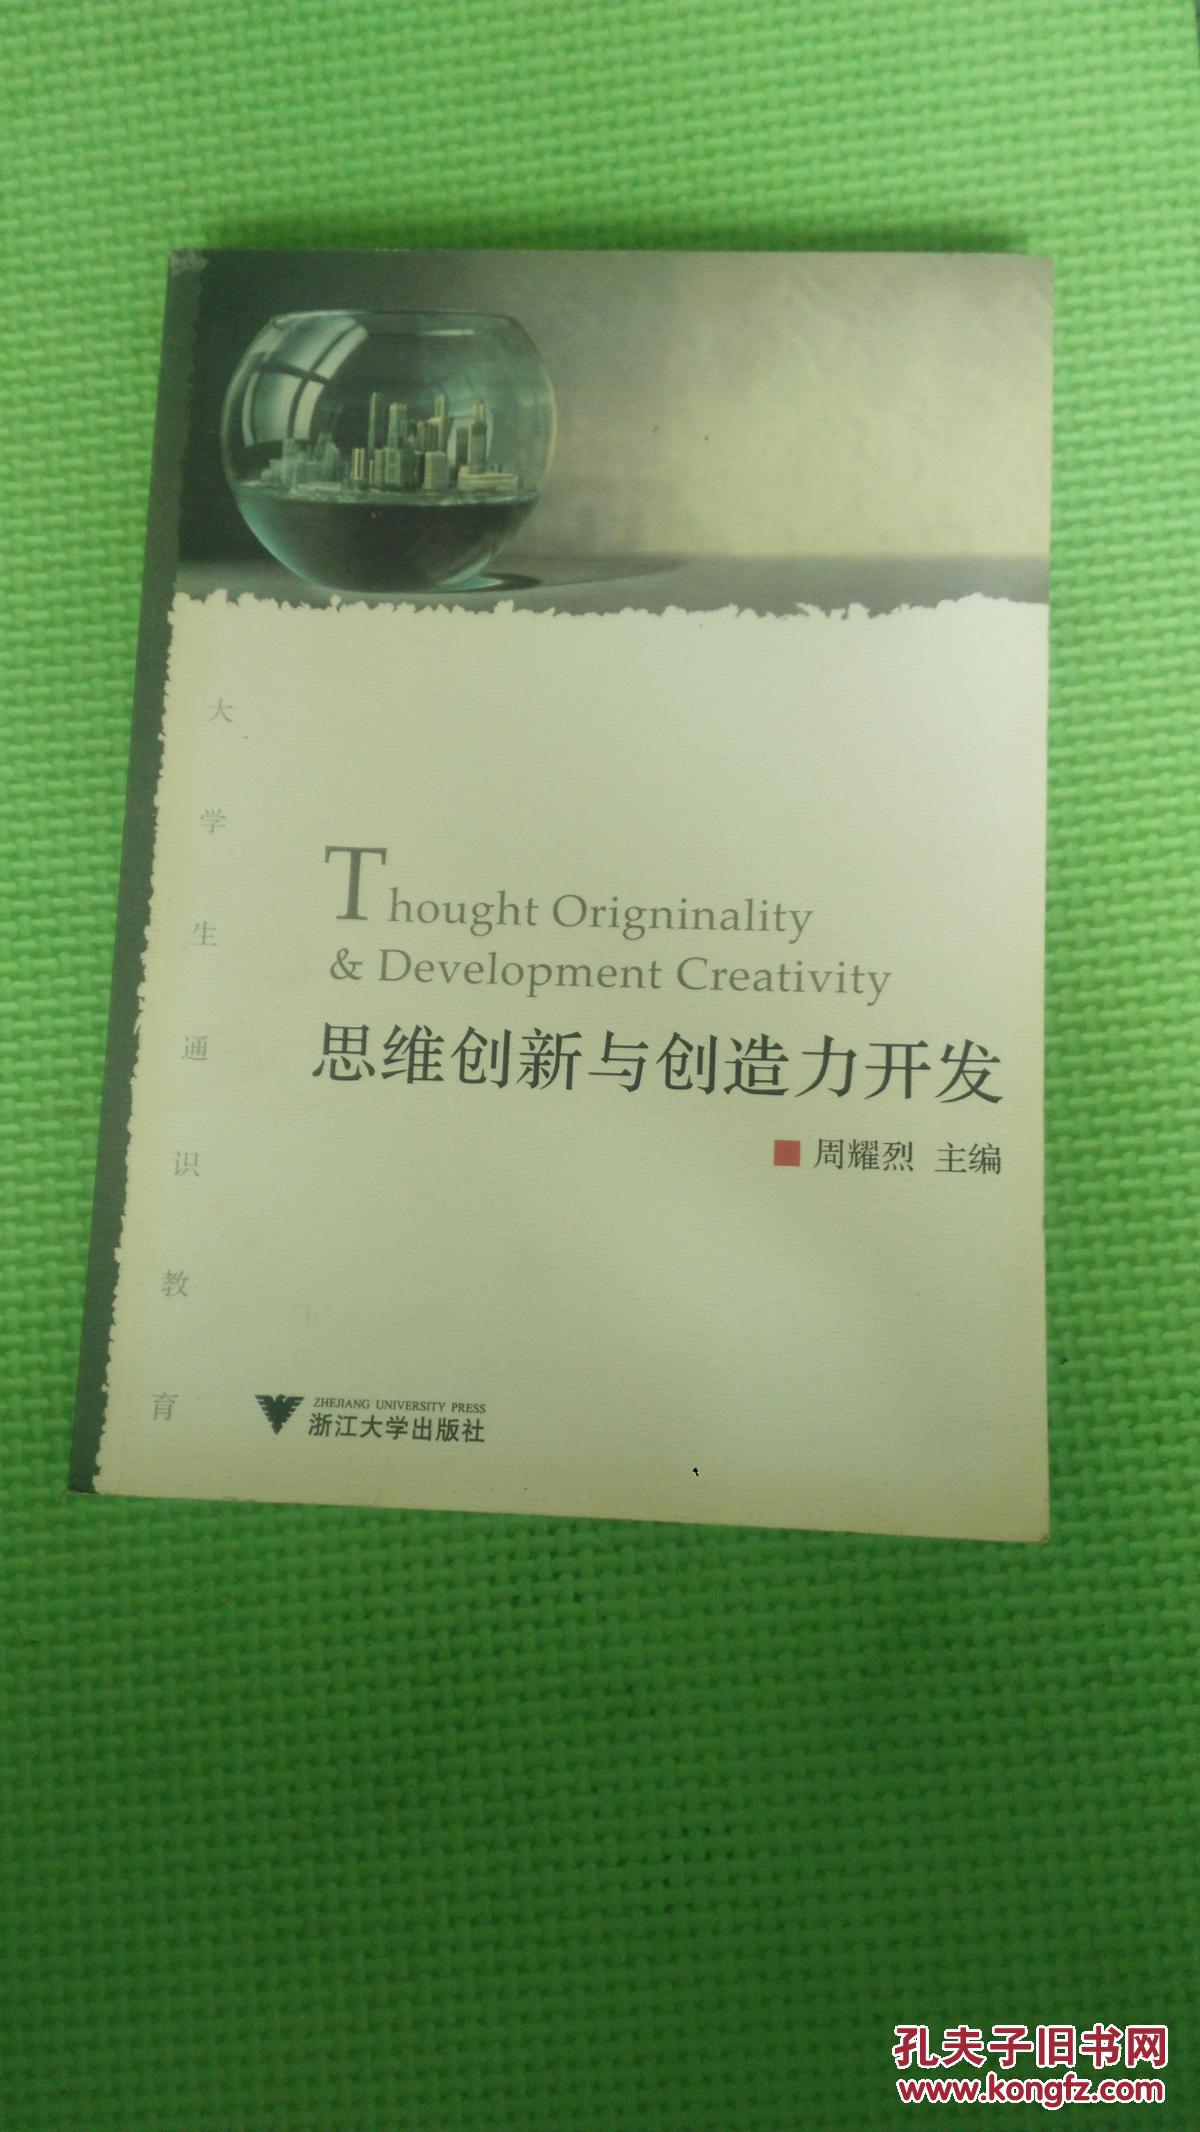 大学生通识教育
Thought Origninality
& Development Creativity
思维创新与创造力开发
周耀烈 主编
ZHEJIANG UNIVERSITY PRESS
浙江大学出版社
孔夫子旧书网
www.kongfz.com